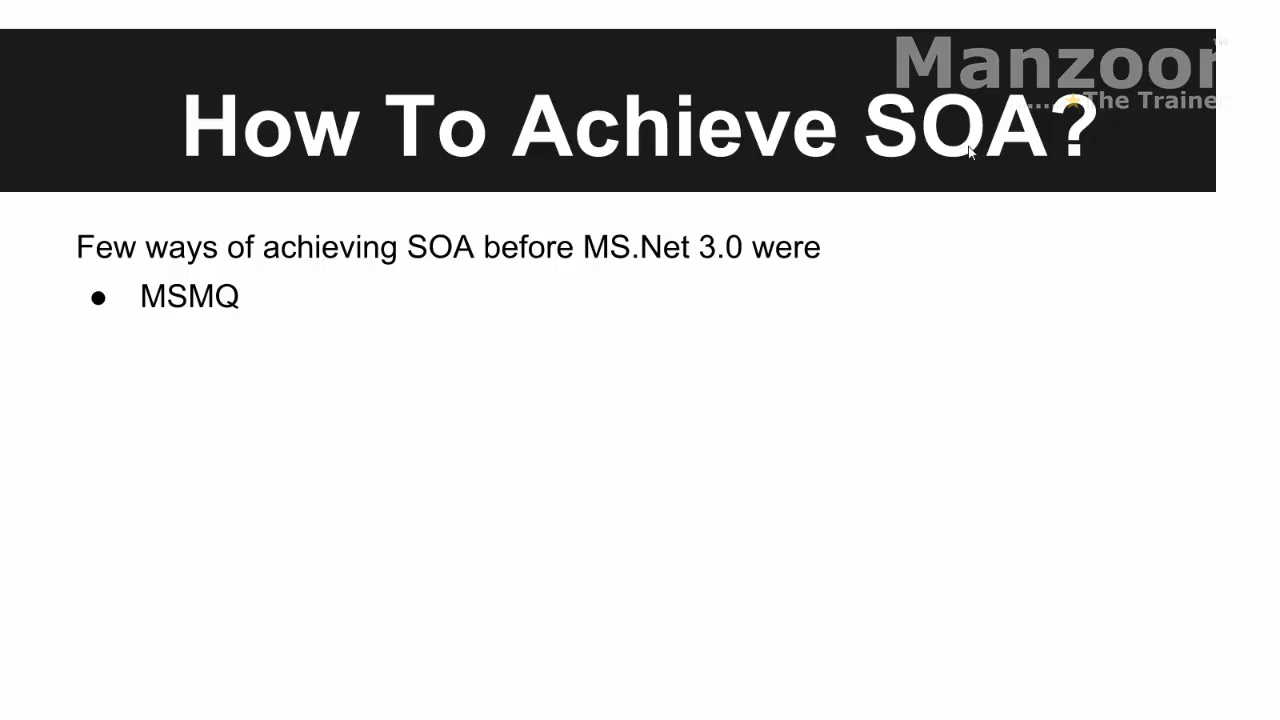 Manzoor
™
.....★The Trainer
How To Achieve SOA?
Few ways of achieving SOA before MS.Net 3.0 were
● MSMQ